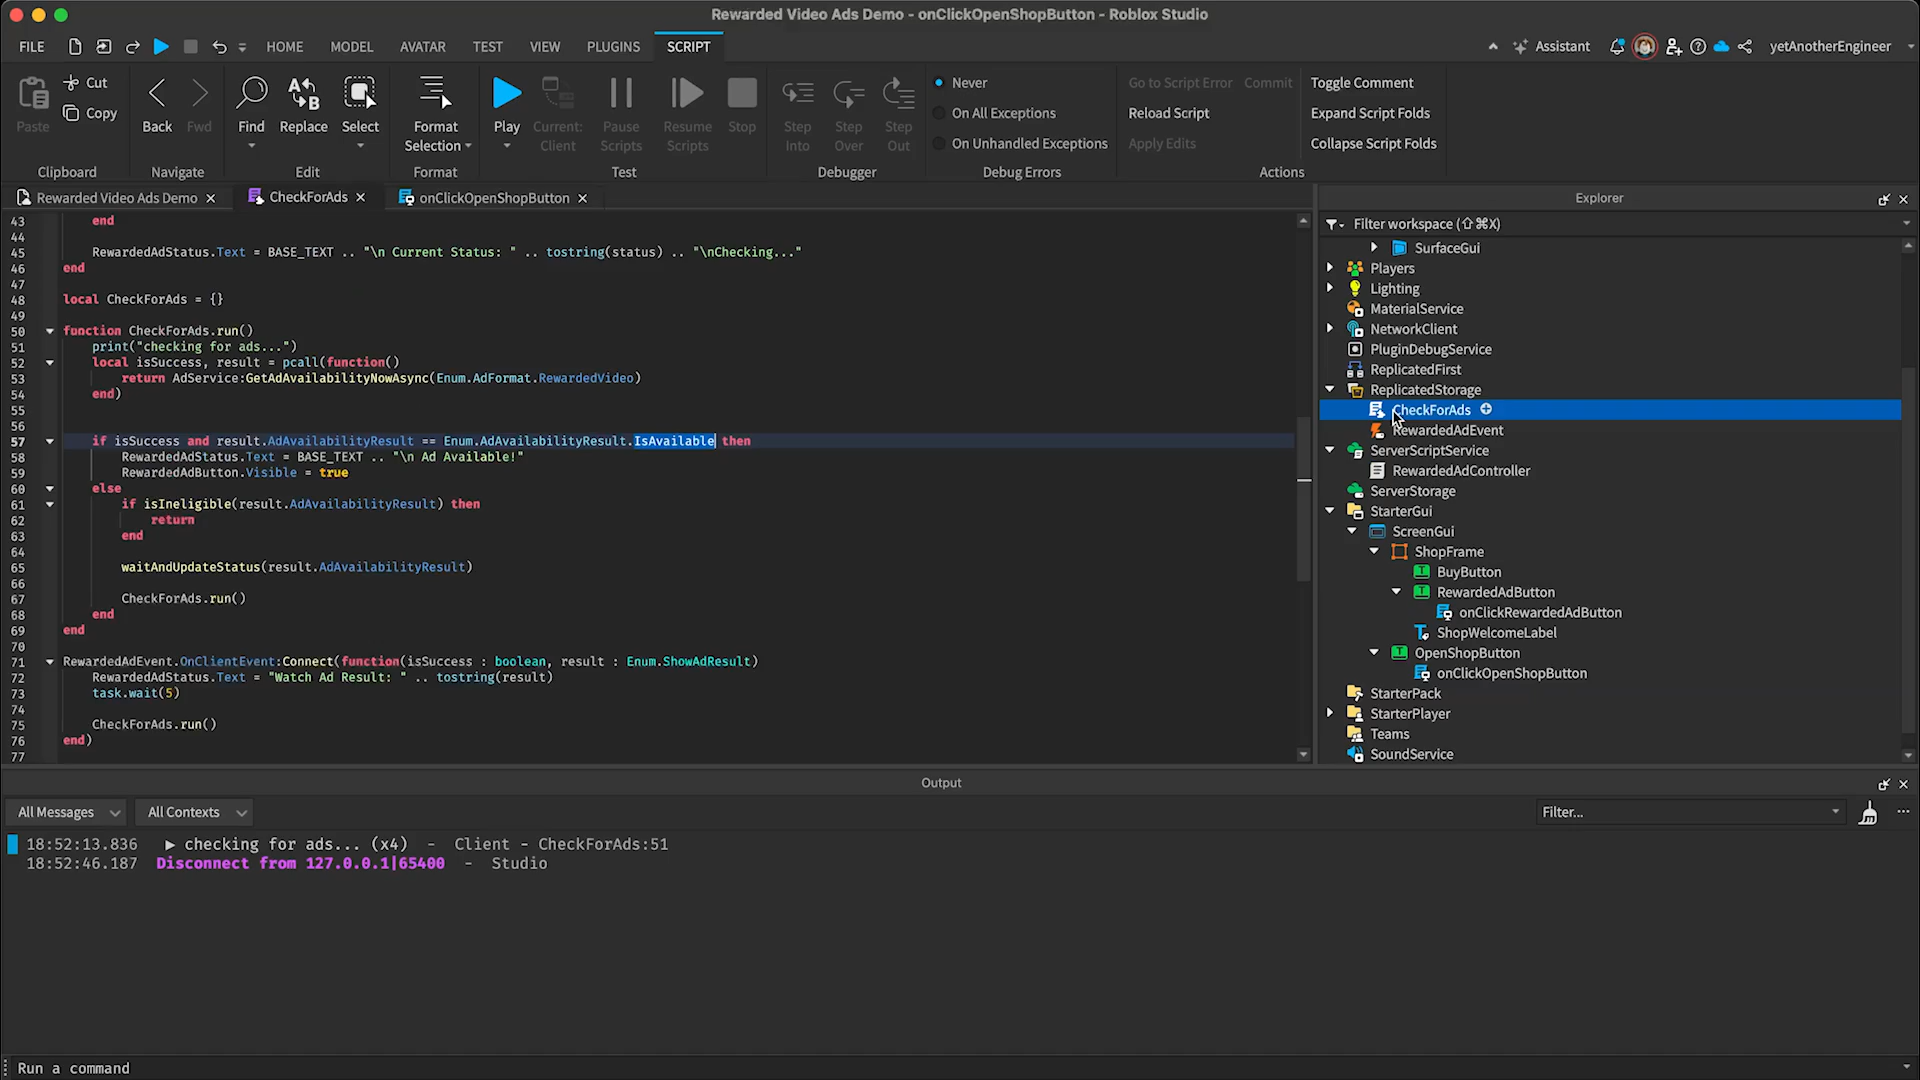 Rewarded Video Ads Demo - onClickOpenShopButton - Roblox Studio
FILE HOME MODEL AVATAR TEST VIEW PLUGINS SCRIPT Assistant yetAnotherEngineer
Paste
Cut
Copy
Clipboard
Back Fwd
Navigate
Find Replace Select
Edit
Format Selection
Format
Play
Current: Client
Pause Scripts
Resume Scripts
Stop
Test
Step Into
Step Over
Step Out
Debugger
Never
On All Exceptions
On Unhandled Exceptions
Debug Errors
Go to Script Error Commit
Reload Script
Apply Edits
Toggle Comment
Expand Script Folds
Collapse Script Folds
Actions
Rewarded Video Ads Demo × CheckForAds × onClickOpenShopButton ×
43 end
44
45 RewardedAdStatus.Text = BASE_TEXT .. "\n Current Status: " .. tostring(status) .. "\nChecking..."
46 end
47
48 local CheckForAds = {}
49
50 function CheckForAds.run()
51 print("checking for ads...")
52 local isSuccess, result = pcall(function()
53 return AdService:GetAdAvailabilityNowAsync(Enum.AdFormat.RewardedVideo)
54 end)
55
56
57 if isSuccess and result.AdAvailabilityResult == Enum.AdAvailabilityResult.IsAvailable then
58 RewardedAdStatus.Text = BASE_TEXT .. "\n Ad Available!"
59 RewardedAdButton.Visible = true
60 else
61 if isIneligible(result.AdAvailabilityResult) then
62 return
63 end
64
65 waitAndUpdateStatus(result.AdAvailabilityResult)
66
67 CheckForAds.run()
68 end
69 end
70
71 RewardedAdEvent.OnClientEvent:Connect(function(isSuccess : boolean, result : Enum.ShowAdResult)
72 RewardedAdStatus.Text = "Watch Ad Result: " .. tostring(result)
73 task.wait(5)
74
75 CheckForAds.run()
76 end)
77
Explorer
Filter workspace (⇧⌘X)
SurfaceGui
Players
Lighting
MaterialService
NetworkClient
PluginDebugService
ReplicatedFirst
ReplicatedStorage
CheckForAds
RewardedAdEvent
ServerScriptService
RewardedAdController
ServerStorage
StarterGui
ScreenGui
ShopFrame
BuyButton
RewardedAdButton
onClickRewardedAdButton
ShopWelcomeLabel
OpenShopButton
onClickOpenShopButton
StarterPack
StarterPlayer
Teams
SoundService
Output
All Messages All Contexts Filter...
18:52:13.836 ▶ checking for ads... (x4) - Client - CheckForAds:51
18:52:46.187 Disconnect from 127.0.0.1|65400 - Studio
Run a command